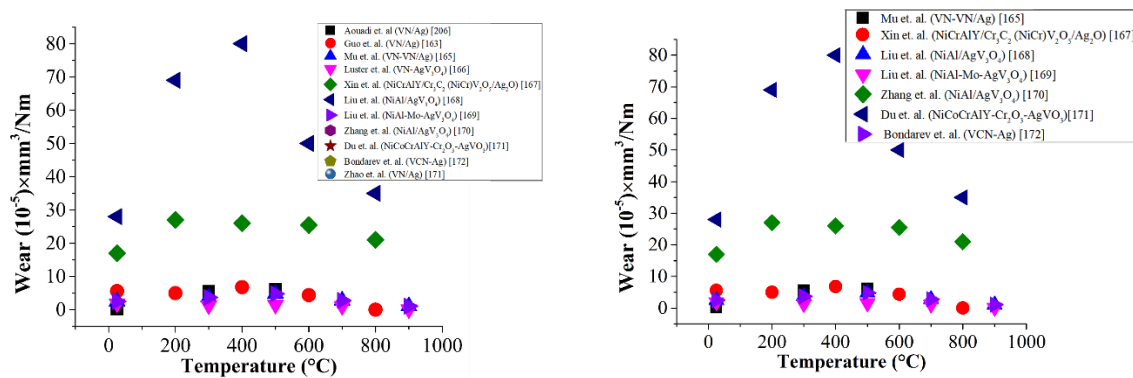 Wear (10⁻⁵)×mm³/Nm
80
70
60
50
40
30
20
10
0
0 200 400 600 800 1000
Temperature (°C)
Aouadi et. al (VN/Ag) [206]
Guo et. al. (VN/Ag) [163]
Mu et. al. (VN-VN/Ag) [165]
Luster et. al. (VN-AgV₃O₄) [166]
Xin et. al. (NiCrAlY/Cr₃C₂ (NiCr)V₂O₅/Ag₂O) [167]
Liu et. al. (NiAl/AgV₃O₄) [168]
Liu et. al. (NiAl-Mo-AgV₃O₄) [169]
Zhang et. al. (NiAl/AgV₃O₄) [170]
Du et. al. (NiCoCrAlY-Cr₂O₃-AgVO₃)[171]
Bondarev et. al. (VCN-Ag) [172]
Zhao et. al. (VN/Ag) [171]
Wear (10⁻⁵)×mm³/Nm
80
70
60
50
40
30
20
10
0
0 200 400 600 800 1000
Temperature (°C)
Mu et. al. (VN-VN/Ag) [165]
Xin et. al. (NiCrAlY/Cr₃C₂ (NiCr)V₂O₅/Ag₂O) [167]
Liu et. al. (NiAl/AgV₃O₄) [168]
Liu et. al. (NiAl-Mo-AgV₃O₄) [169]
Zhang et. al. (NiAl/AgV₃O₄) [170]
Du et. al. (NiCoCrAlY-Cr₂O₃-AgVO₃)[171]
Bondarev et. al. (VCN-Ag) [172]